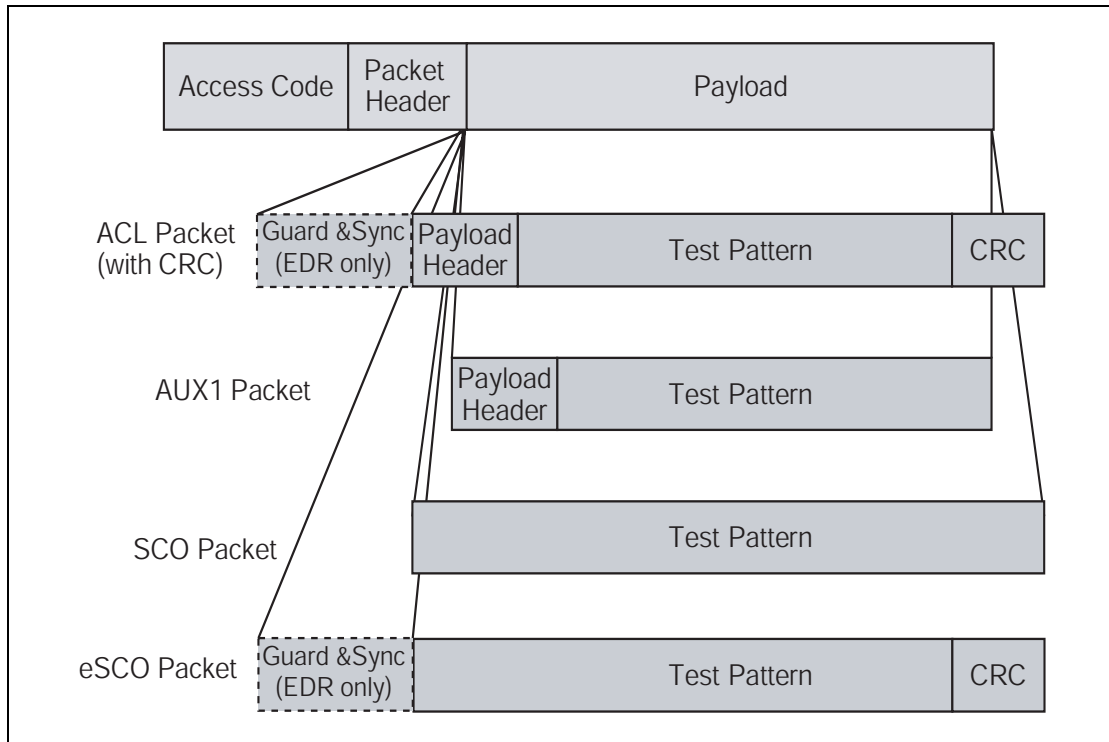 Access Code
Packet
Header
Payload
ACL Packet
(with CRC)
Guard &Sync
(EDR only)
Payload
Header
Test Pattern
CRC
AUX1 Packet
Payload
Header
Test Pattern
SCO Packet
Test Pattern
eSCO Packet
Guard &Sync
(EDR only)
Test Pattern
CRC